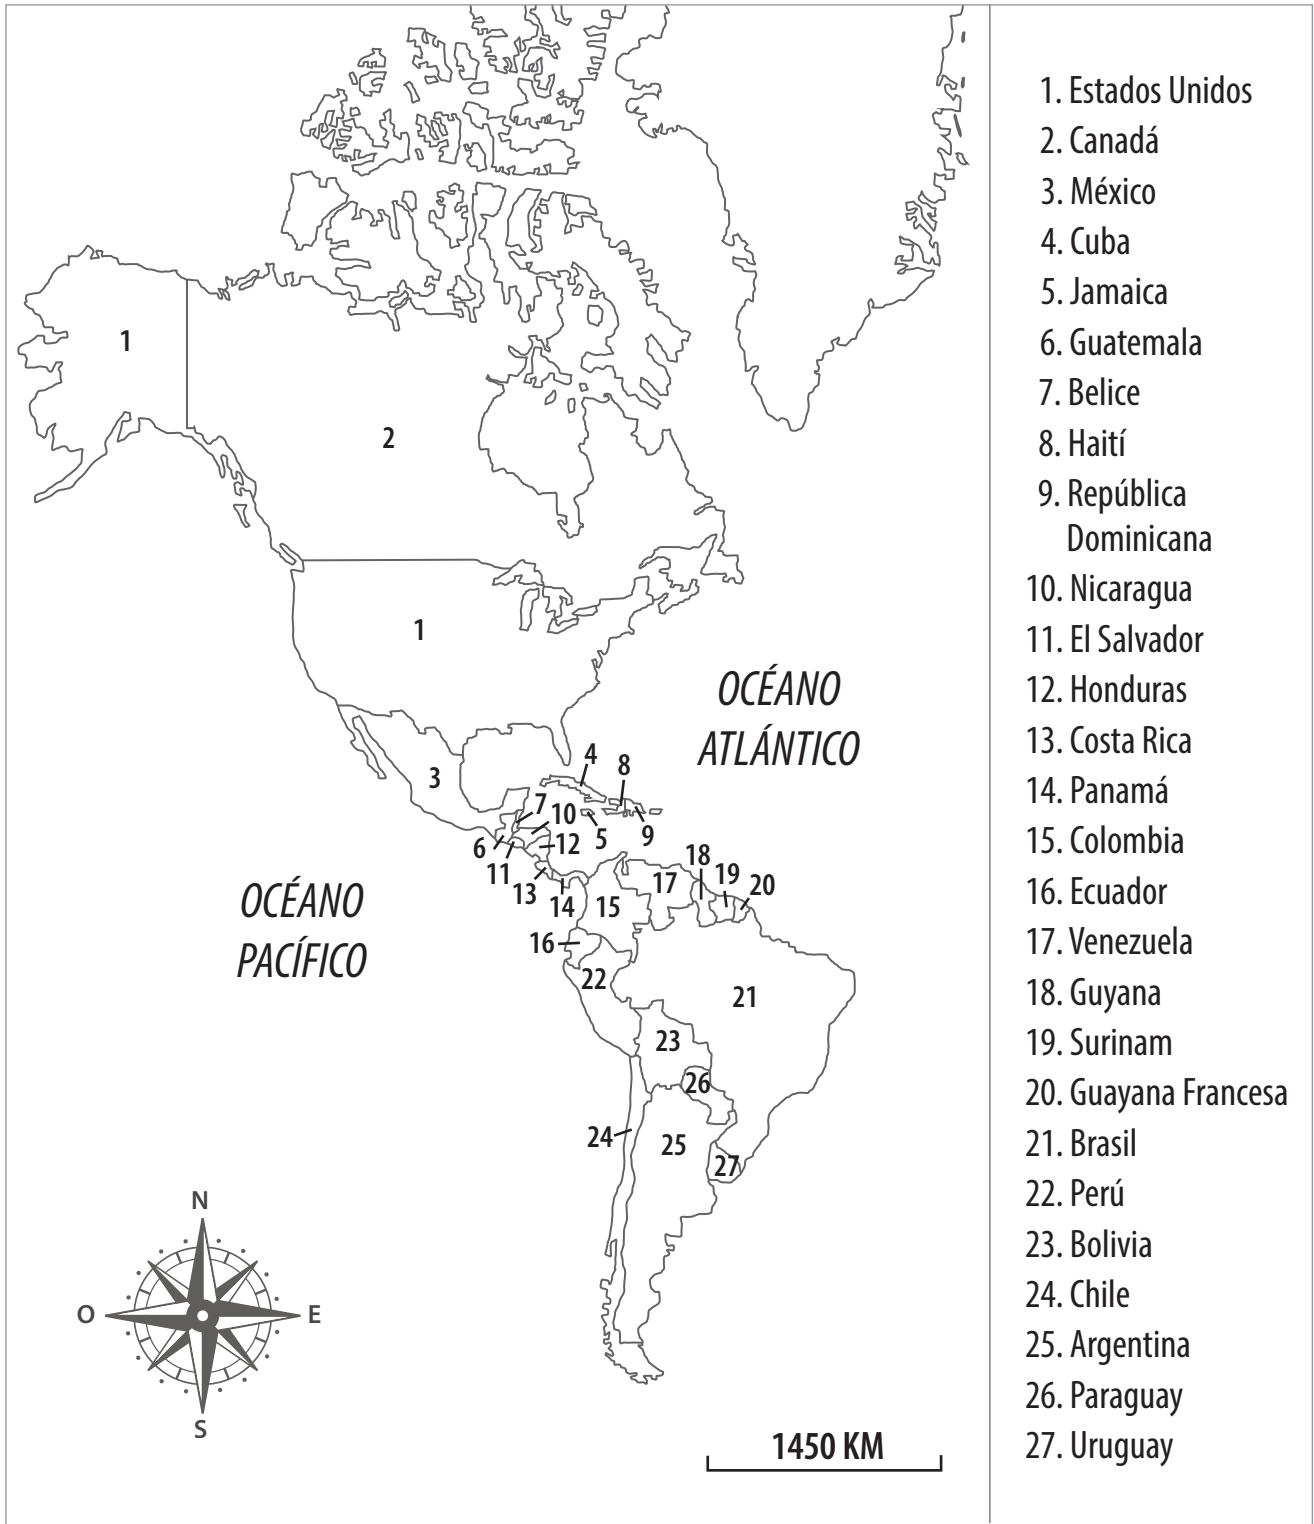 1
2
1
3
4
8
7
10
5
9
6
12
11
13
14
18
19
20
17
15
16
22
21
23
26
24
25
27
OCÉANO
ATLÁNTICO
OCÉANO
PACÍFICO
N
O
E
S
1450 KM
1. Estados Unidos
2. Canadá
3. México
4. Cuba
5. Jamaica
6. Guatemala
7. Belice
8. Haití
9. República
Dominicana
10. Nicaragua
11. El Salvador
12. Honduras
13. Costa Rica
14. Panamá
15. Colombia
16. Ecuador
17. Venezuela
18. Guyana
19. Surinam
20. Guayana Francesa
21. Brasil
22. Perú
23. Bolivia
24. Chile
25. Argentina
26. Paraguay
27. Uruguay